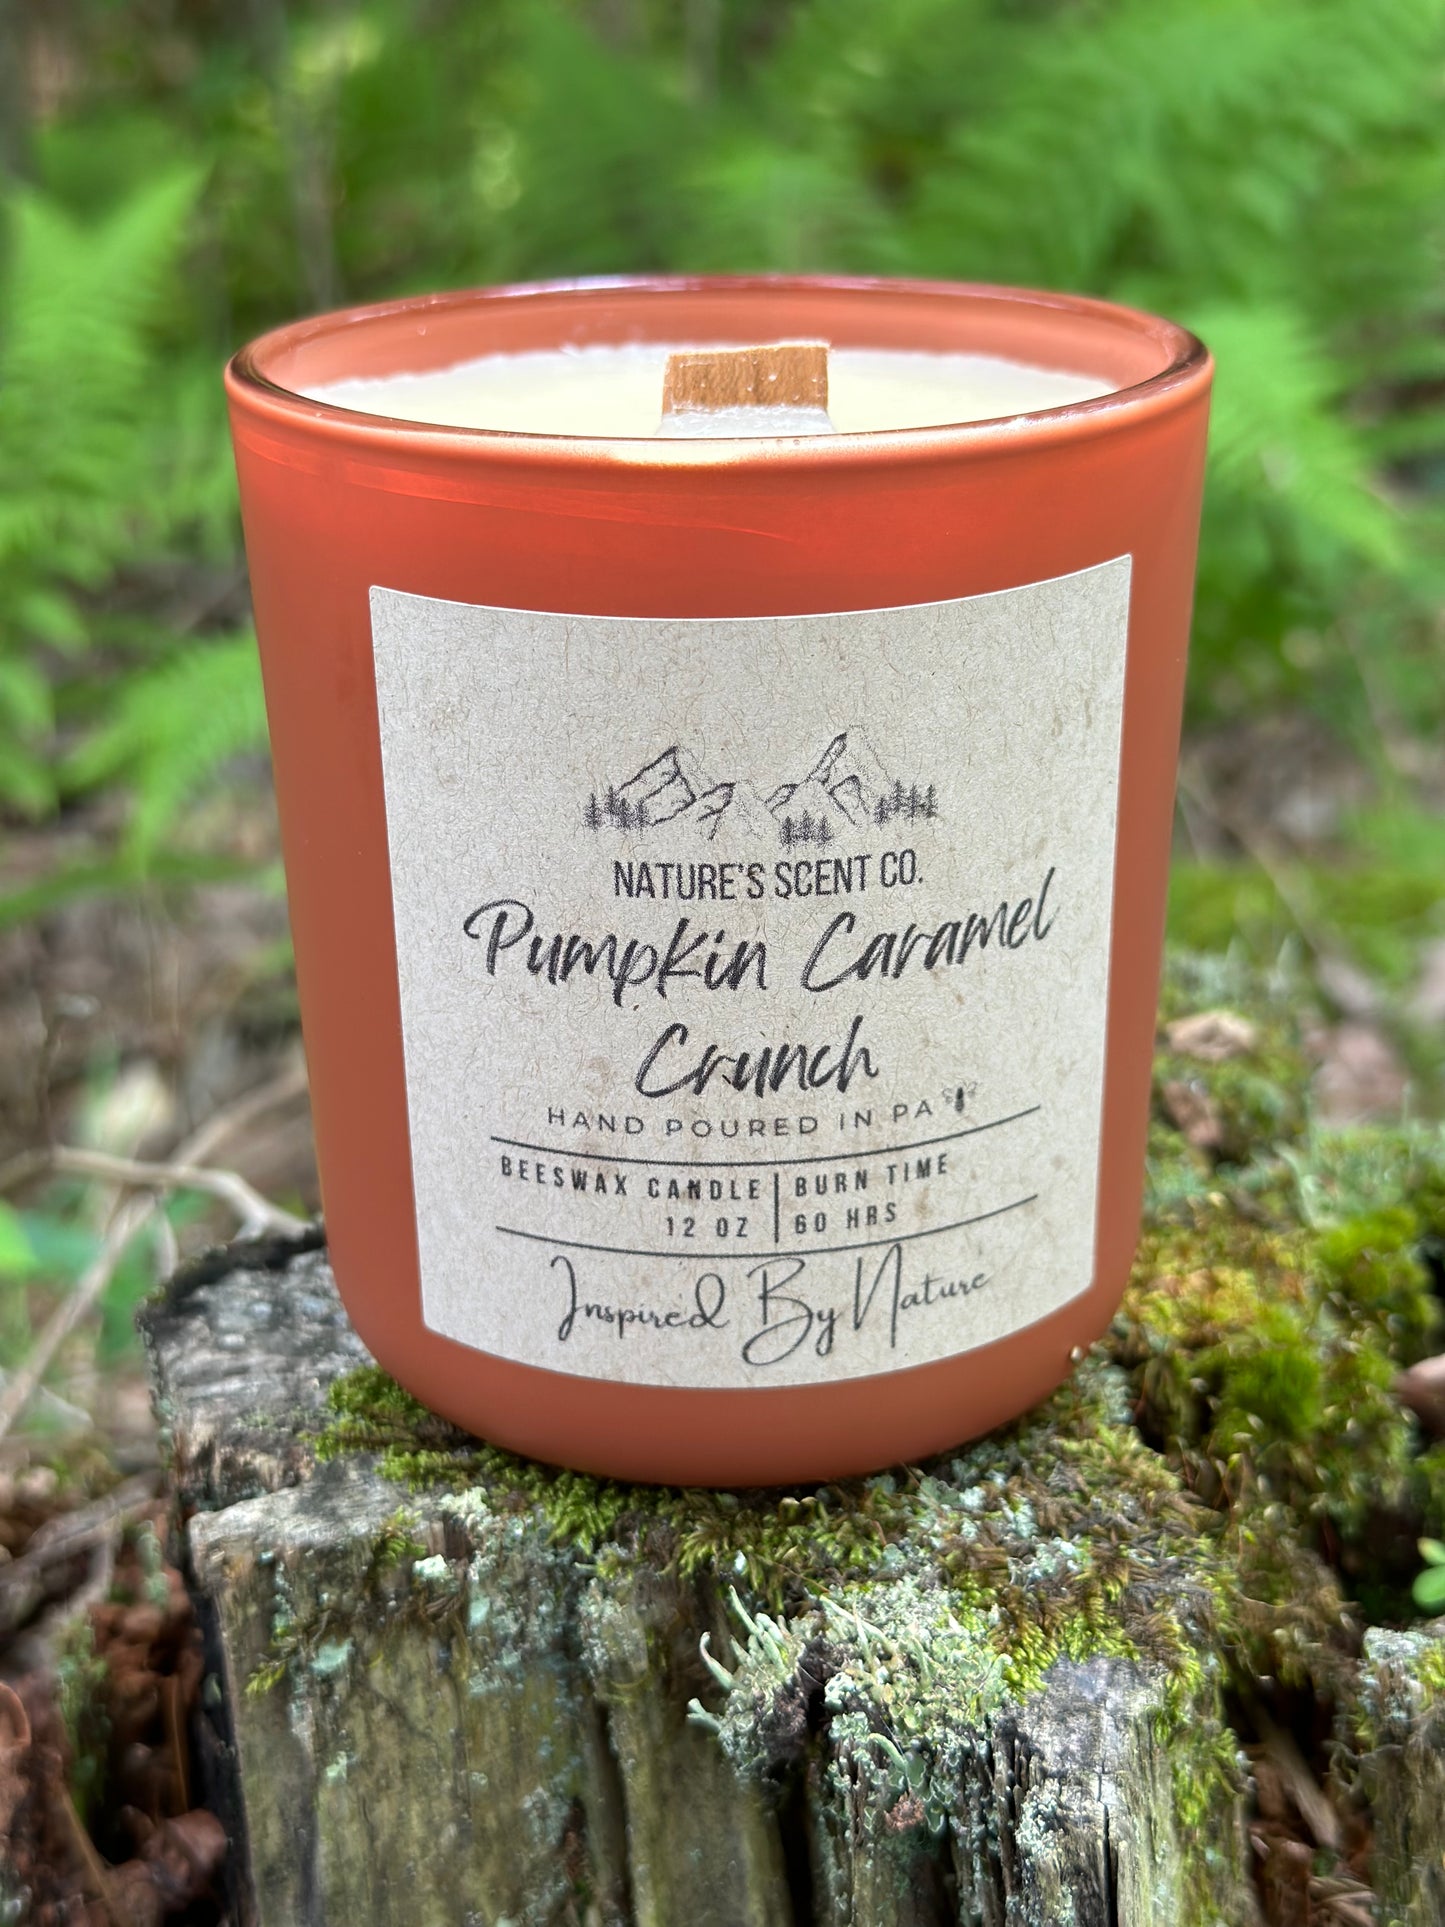 NATURE'S SCENT CO.
Pumpkin Caramel
Crunch
HAND POURED IN PA
BEESWAX CANDLE | BURN TIME
12 OZ | 60 HRS
Inspired By Nature